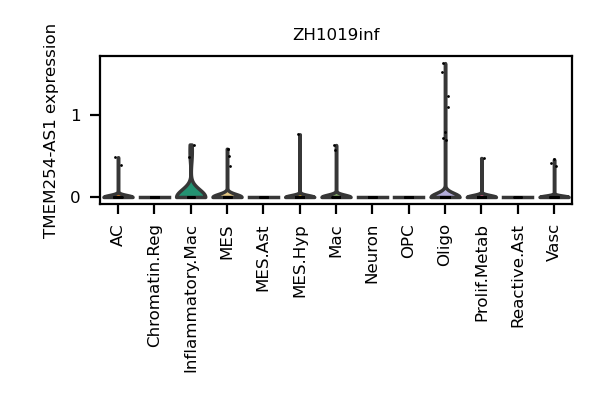 ZH1019inf
TMEM254-AS1 expression
1
0
AC
Chromatin.Reg
Inflammatory.Mac
MES
MES.Ast
MES.Hyp
Mac
Neuron
OPC
Oligo
Prolif.Metab
Reactive.Ast
Vasc